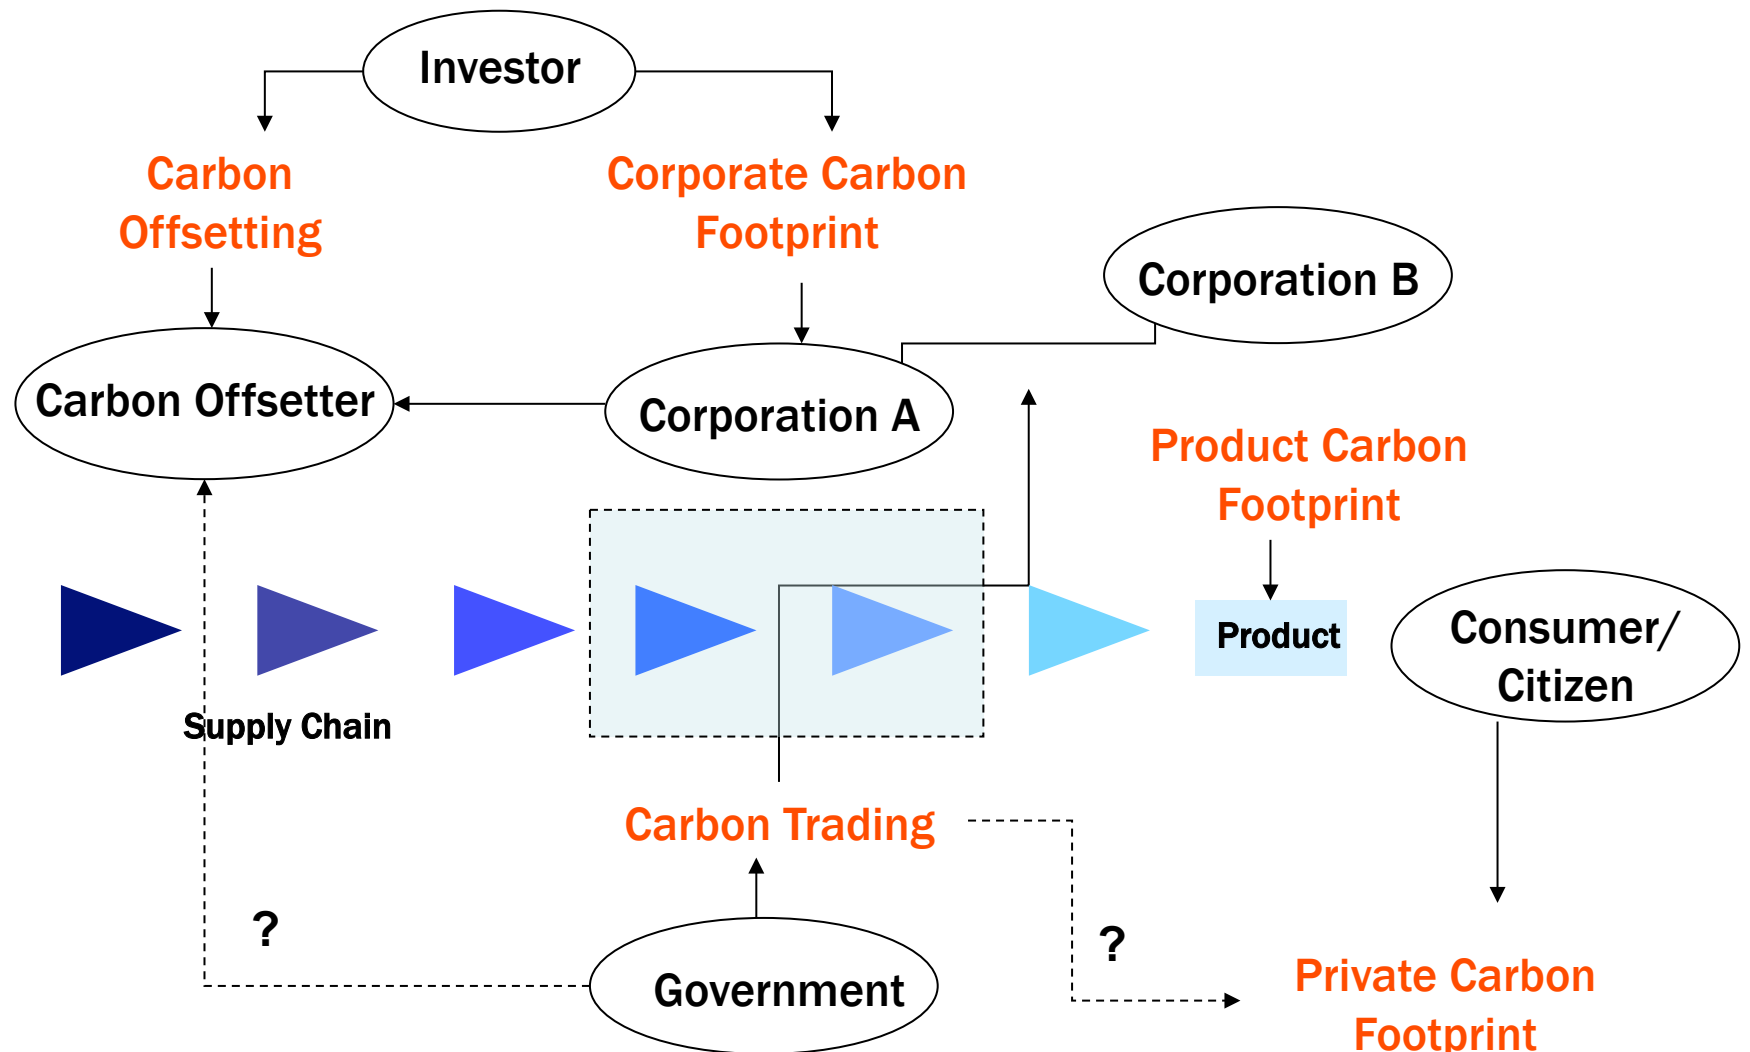 Investor
Carbon
Offsetting
Corporate Carbon
Footprint
Corporation B
Carbon Offsetter
Corporation A
Product Carbon
Footprint
Product
Consumer/
Citizen
Supply Chain
Carbon Trading
?
?
Government
Private Carbon
Footprint